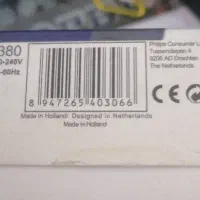 380
0-240V
-60Hz
8 947265 403066
Made in Holland  Designed in Netherlands
Made in Holland
Philips Consumer L
Tussendiepen 4
9206 AD Drachten
The Netherlands
CE